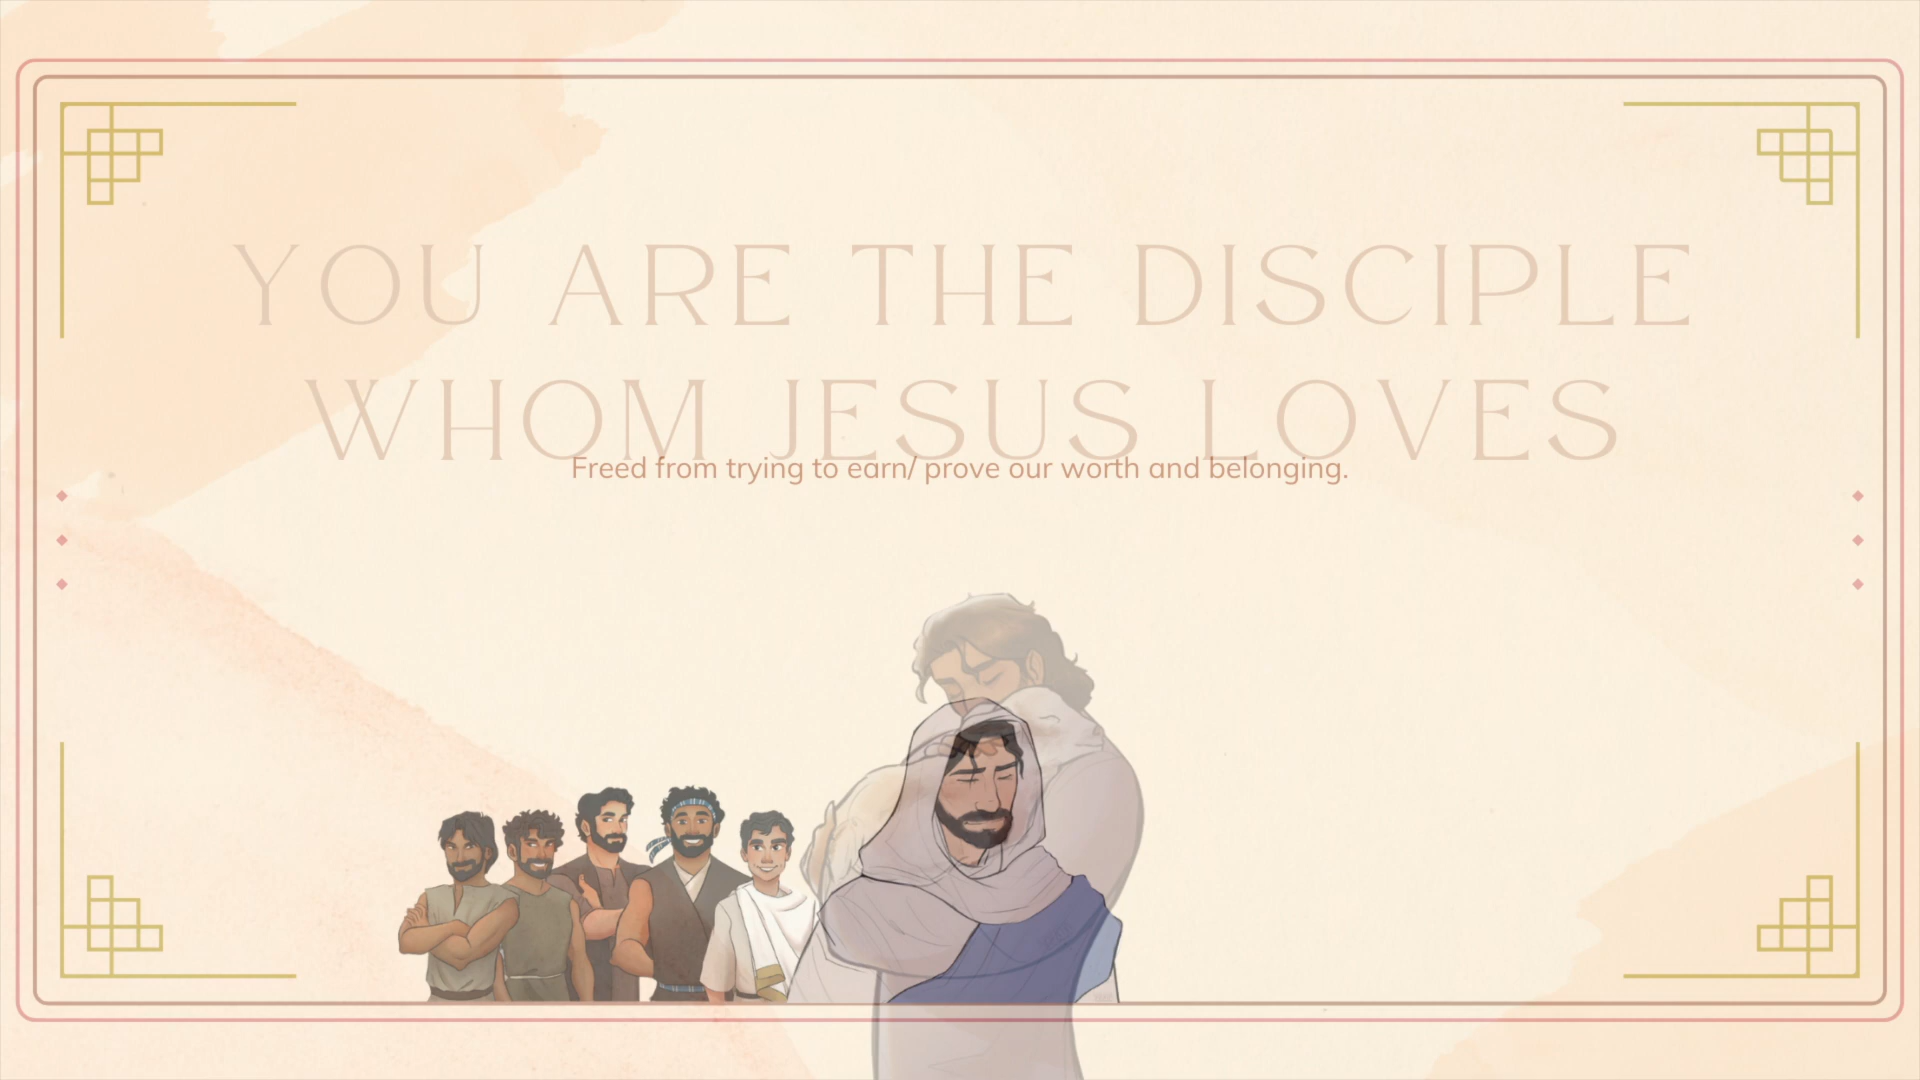 YOU ARE THE DISCIPLE
WHOM JESUS LOVES
Freed from trying to earn/ prove our worth and belonging.